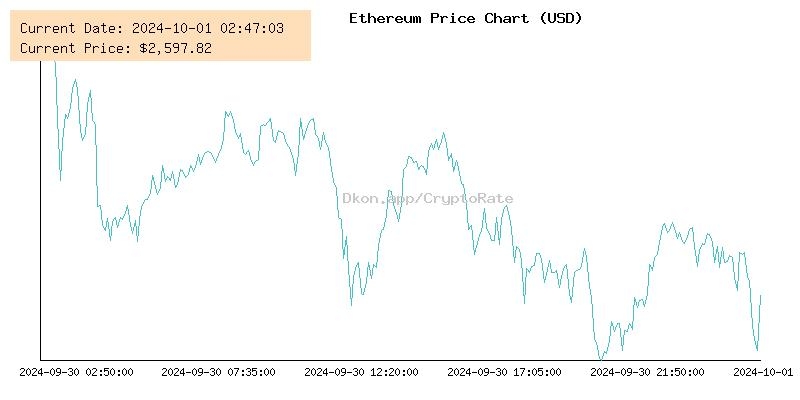 Ethereum Price Chart (USD)
Current Date: 2024-10-01 02:47:03
Current Price: $2,597.82
Dkon.app/CryptoRate
2024-09-30 02:50:00 2024-09-30 07:35:00 2024-09-30 12:20:00 2024-09-30 17:05:00 2024-09-30 21:50:00 2024-10-01